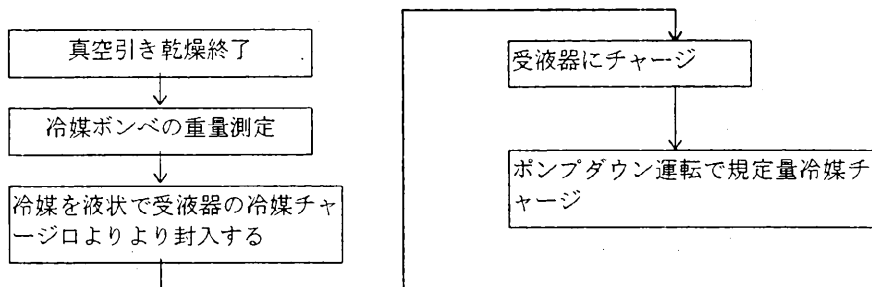 真空引き乾燥終了
冷媒ボンベの重量測定
冷媒を液状で受液器の冷媒チャ
ージ口よりより封入する
受液器にチャージ
ポンプダウン運転で規定量冷媒チ
ャージ